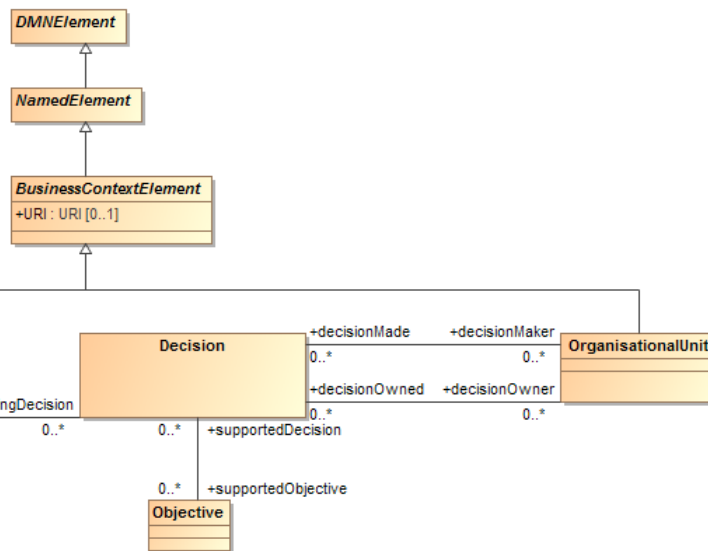 DMNElement
NamedElement
BusinessContextElement
+URI : URI [0..1]
Decision
+decisionMade
+decisionMaker
0..*
0..*
OrganisationalUnit
+decisionOwned
+decisionOwner
0..*
0..*
ngDecision
0..*
0..*
+supportedDecision
0..*
+supportedObjective
Objective